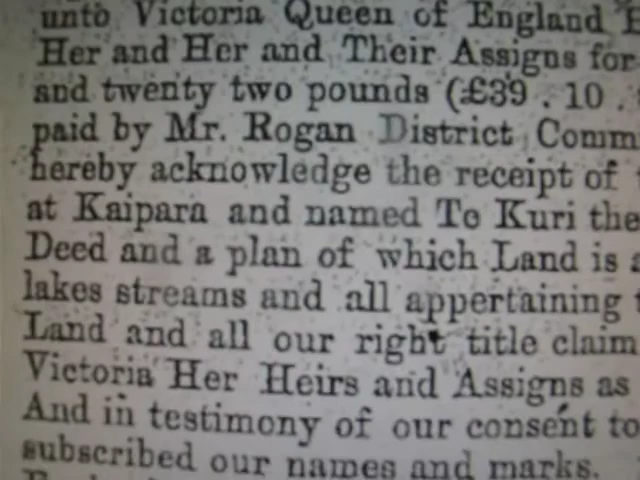 unto Victoria Queen of England
Her and Her and Their Assigns for
and twenty two pounds (£39 . 10 .
paid by Mr. Rogan District Comm
hereby acknowledge the receipt of
at Kaipara and named Te Kuri the
Deed and a plan of which Land is
lakes streams and all appertaining
Land and all our right title claim
Victoria Her Heirs and Assigns as
And in testimony of our consent to
subscribed our names and marks.